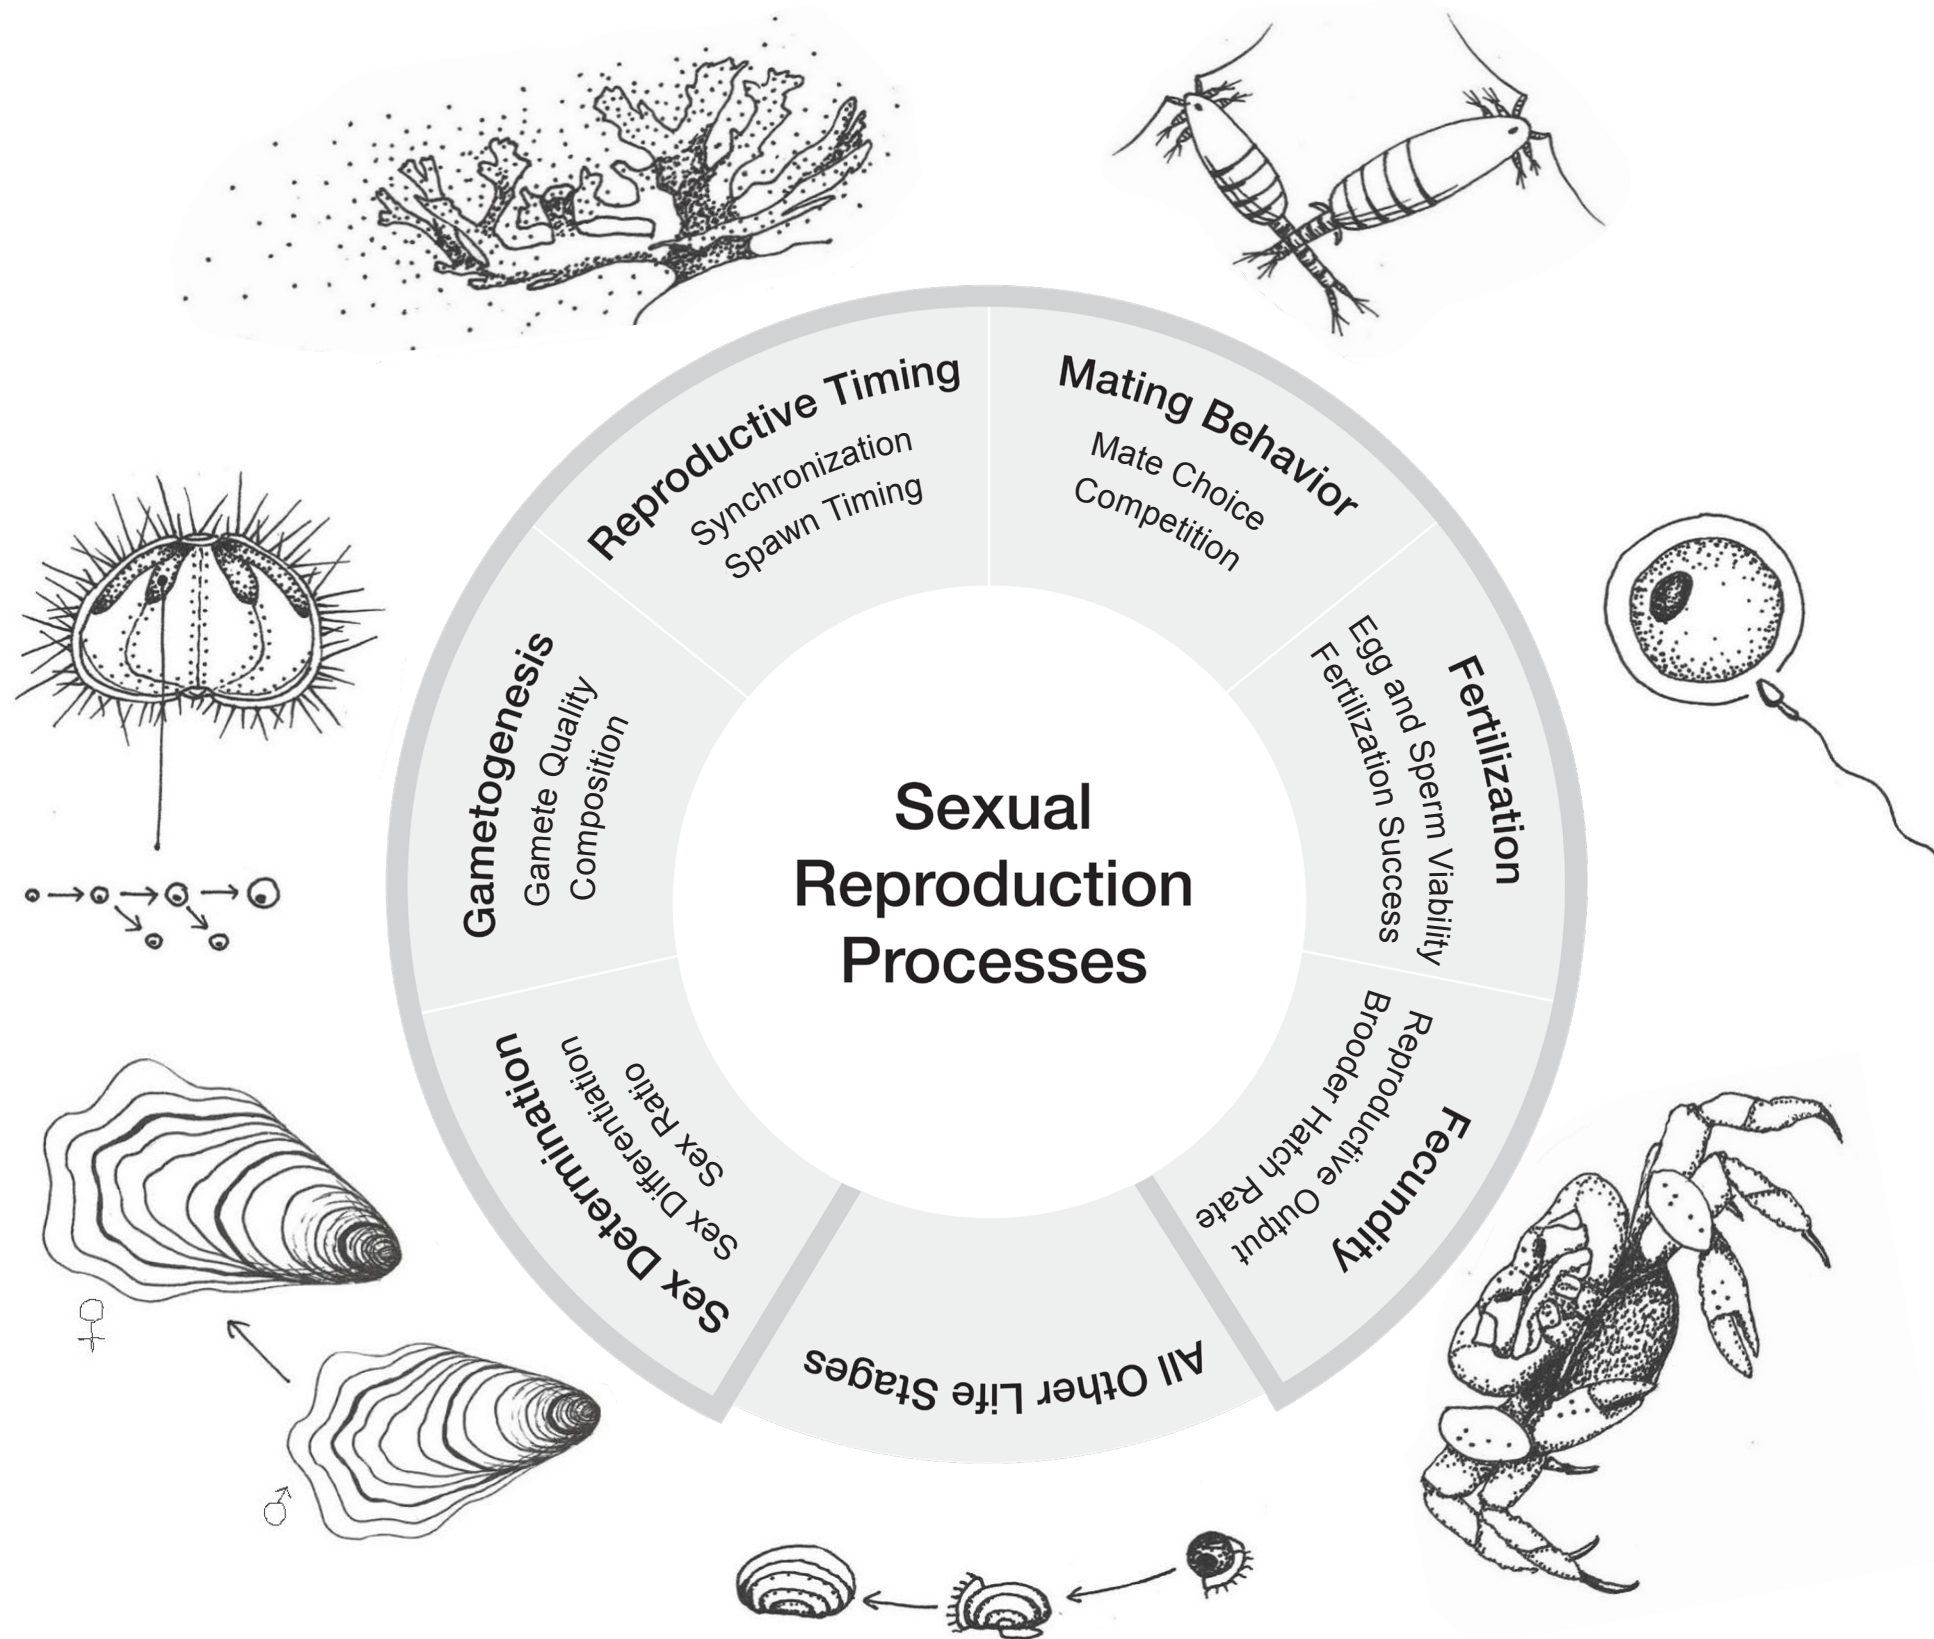 Reproductive Timing
Synchronization
Spawn Timing
Mating Behavior
Mate Choice
Competition
Fertilization
Egg and Sperm Viability
Fertilization Success
Fecundity
Reproductive Output
Brooder Hatch Rate
All Other Life Stages
Sex Determination
Sex Differentiation
Sex Ratio
Gametogenesis
Gamete Quality
Composition
Sexual
Reproduction
Processes
♀
♂